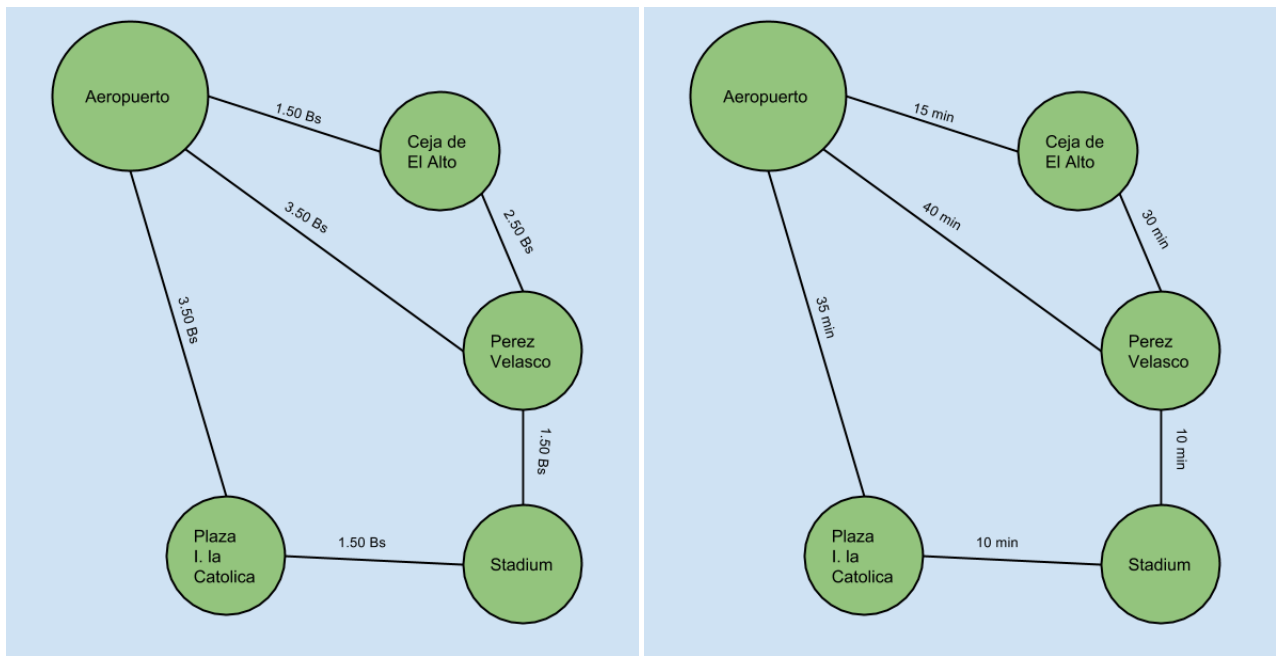 Aeropuerto
1.50 Bs
Ceja de
El Alto
3.50 Bs
2.50 Bs
3.50 Bs
Perez
Velasco
1.50 Bs
Plaza
I. la
Catolica
1.50 Bs
Stadium
Aeropuerto
15 min
Ceja de
El Alto
40 min
30 min
35 min
Perez
Velasco
10 min
Plaza
I. la
Catolica
10 min
Stadium